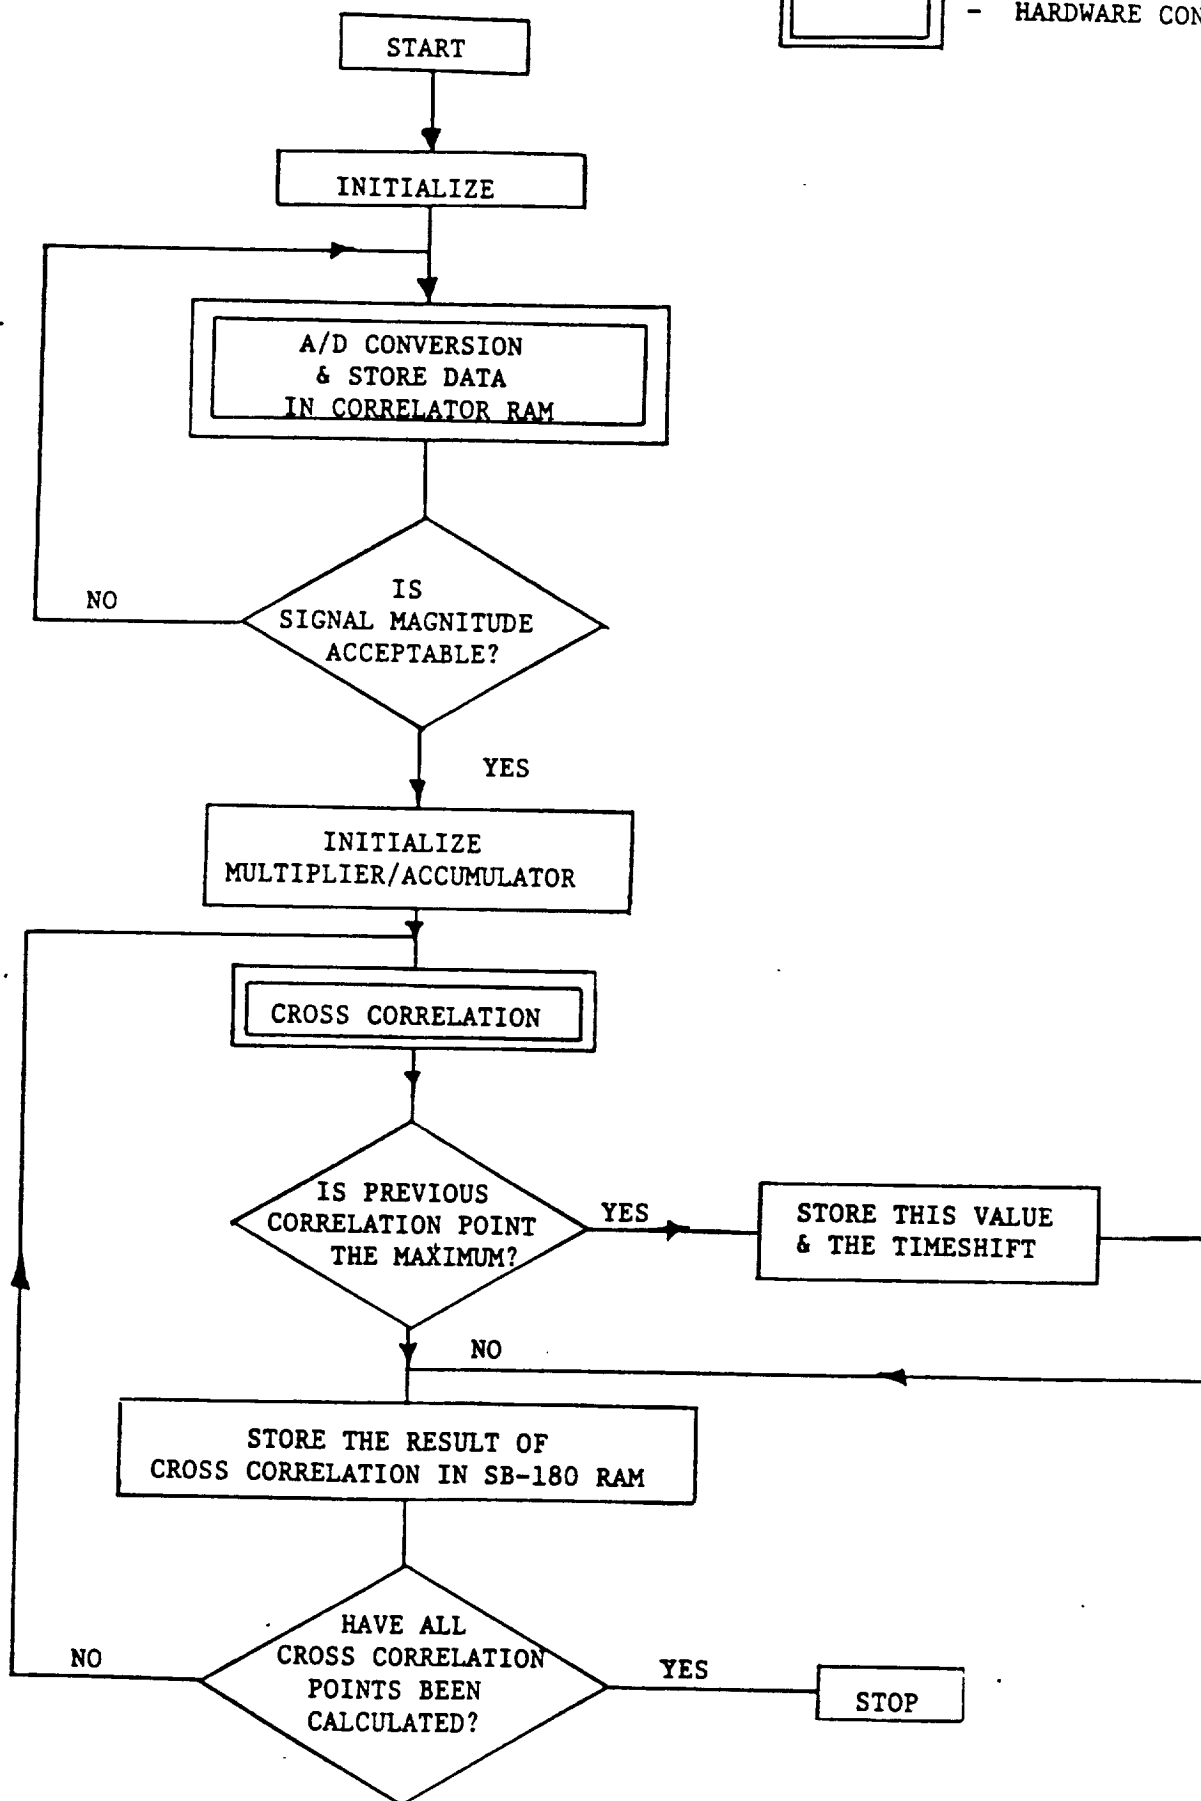 - HARDWARE CON
START
INITIALIZE
A/D CONVERSION
& STORE DATA
IN CORRELATOR RAM
IS
SIGNAL MAGNITUDE
ACCEPTABLE?
NO
YES
INITIALIZE
MULTIPLIER/ACCUMULATOR
CROSS CORRELATION
IS PREVIOUS
CORRELATION POINT
THE MAXIMUM?
YES
STORE THIS VALUE
& THE TIMESHIFT
NO
STORE THE RESULT OF
CROSS CORRELATION IN SB-180 RAM
HAVE ALL
CROSS CORRELATION
POINTS BEEN
CALCULATED?
NO
YES
STOP